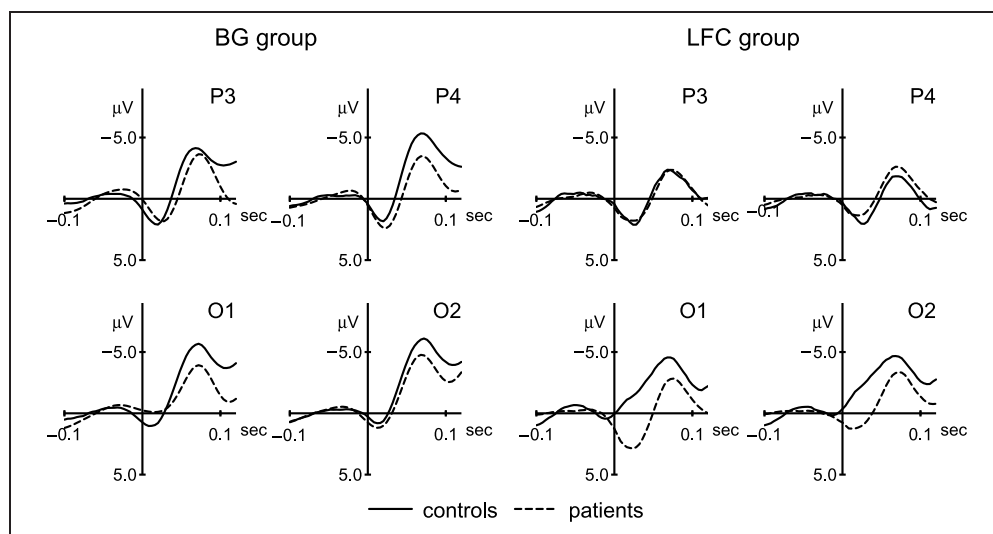 BG group
LFC group
P3
μV
−5.0
−0.1
0.1
sec
5.0
P4
μV
−5.0
−0.1
0.1
sec
5.0
P3
μV
−5.0
−0.1
0.1
sec
5.0
P4
μV
−5.0
−0.1
0.1
sec
5.0
O1
μV
−5.0
−0.1
0.1
sec
5.0
O2
μV
−5.0
−0.1
0.1
sec
5.0
O1
μV
−5.0
−0.1
0.1
sec
5.0
O2
μV
−5.0
−0.1
0.1
sec
5.0
controls
patients